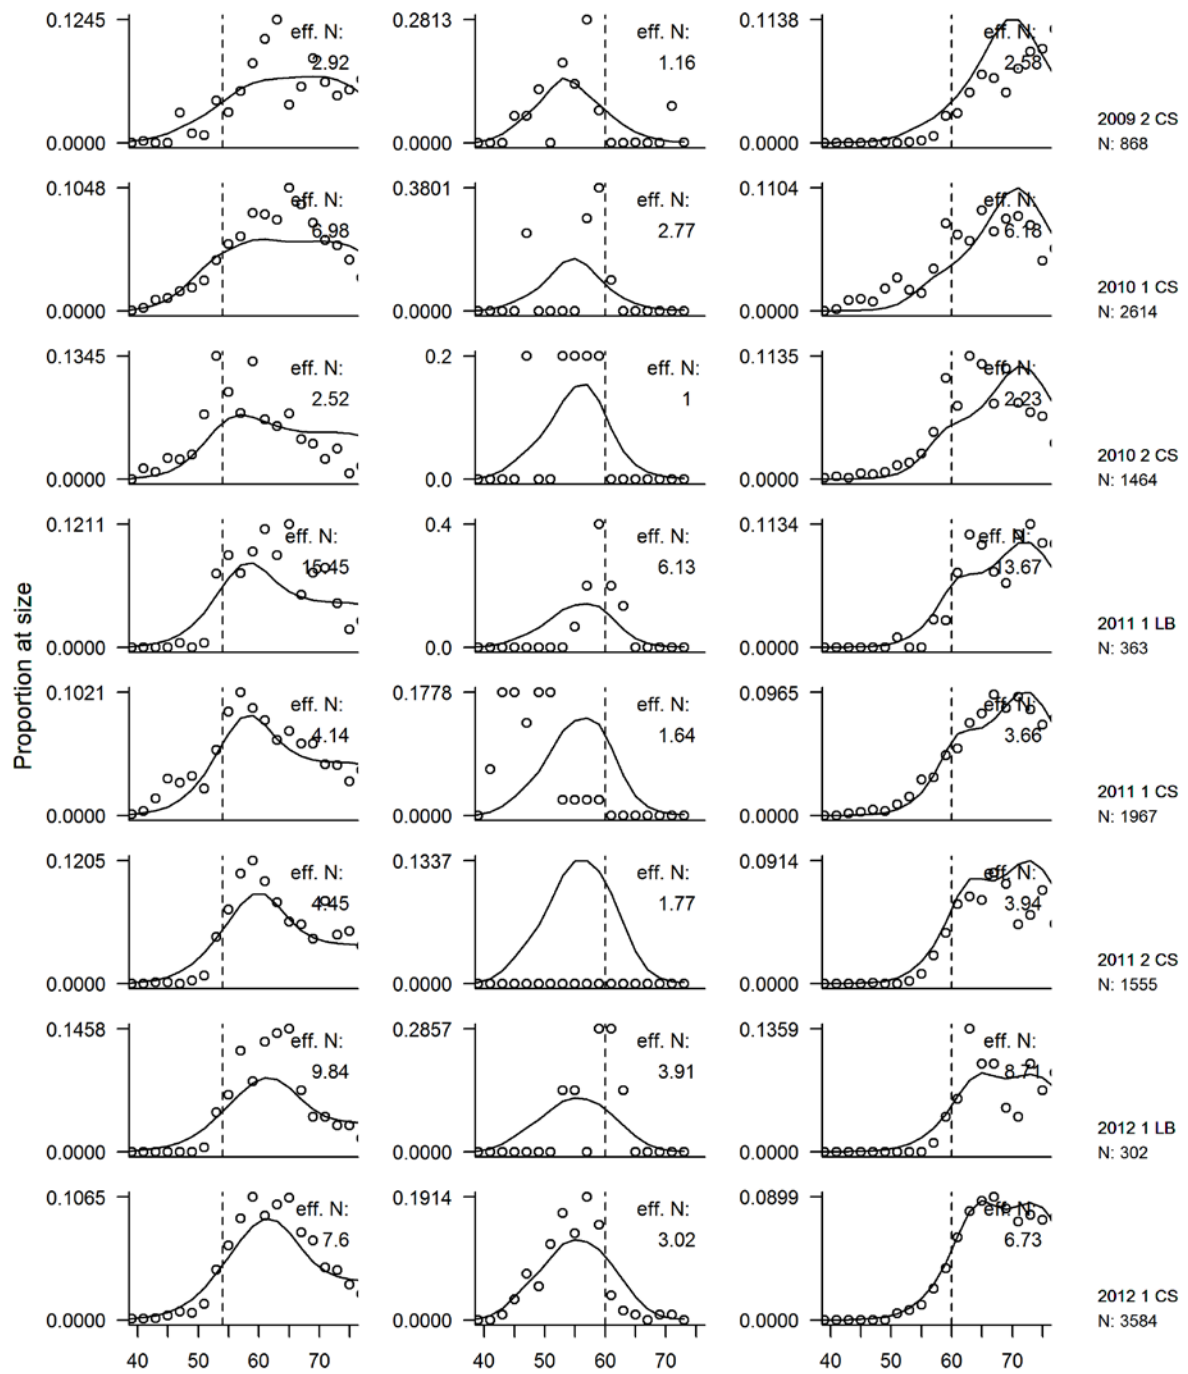 Proportion at size
0.1245
0.0000
eff. N:
2.92
0.2813
0.0000
eff. N:
1.16
0.1138
0.0000
eff. N:
2.58
2009 2 CS
N: 868
0.1048
0.0000
eff. N:
6.98
0.3801
0.0000
eff. N:
2.77
0.1104
0.0000
eff. N:
6.18
2010 1 CS
N: 2614
0.1345
0.0000
eff. N:
2.52
0.2
0.0
eff. N:
1
0.1135
0.0000
eff. N:
2.23
2010 2 CS
N: 1464
0.1211
0.0000
eff. N:
15.45
0.4
0.0
eff. N:
6.13
0.1134
0.0000
eff. N:
13.67
2011 1 LB
N: 363
0.1021
0.0000
eff. N:
4.14
0.1778
0.0000
eff. N:
1.64
0.0965
0.0000
eff. N:
3.66
2011 1 CS
N: 1967
0.1205
0.0000
eff. N:
4.45
0.1337
0.0000
eff. N:
1.77
0.0914
0.0000
eff. N:
3.94
2011 2 CS
N: 1555
0.1458
0.0000
eff. N:
9.84
0.2857
0.0000
eff. N:
3.91
0.1359
0.0000
eff. N:
8.71
2012 1 LB
N: 302
0.1065
0.0000
eff. N:
7.6
0.1914
0.0000
eff. N:
3.02
0.0899
0.0000
eff. N:
6.73
2012 1 CS
N: 3584
40 50 60 70
40 50 60 70
40 50 60 70